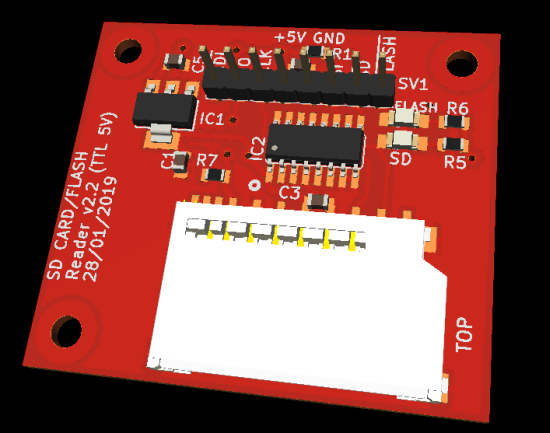 +5V GND
R1
SV1
FLASH
R6
IC1
IC2
SD
R5
C1
R7
C3
SD CARD/FLASH
Reader v2.2 (TTL 5V)
28/01/2019
TOP